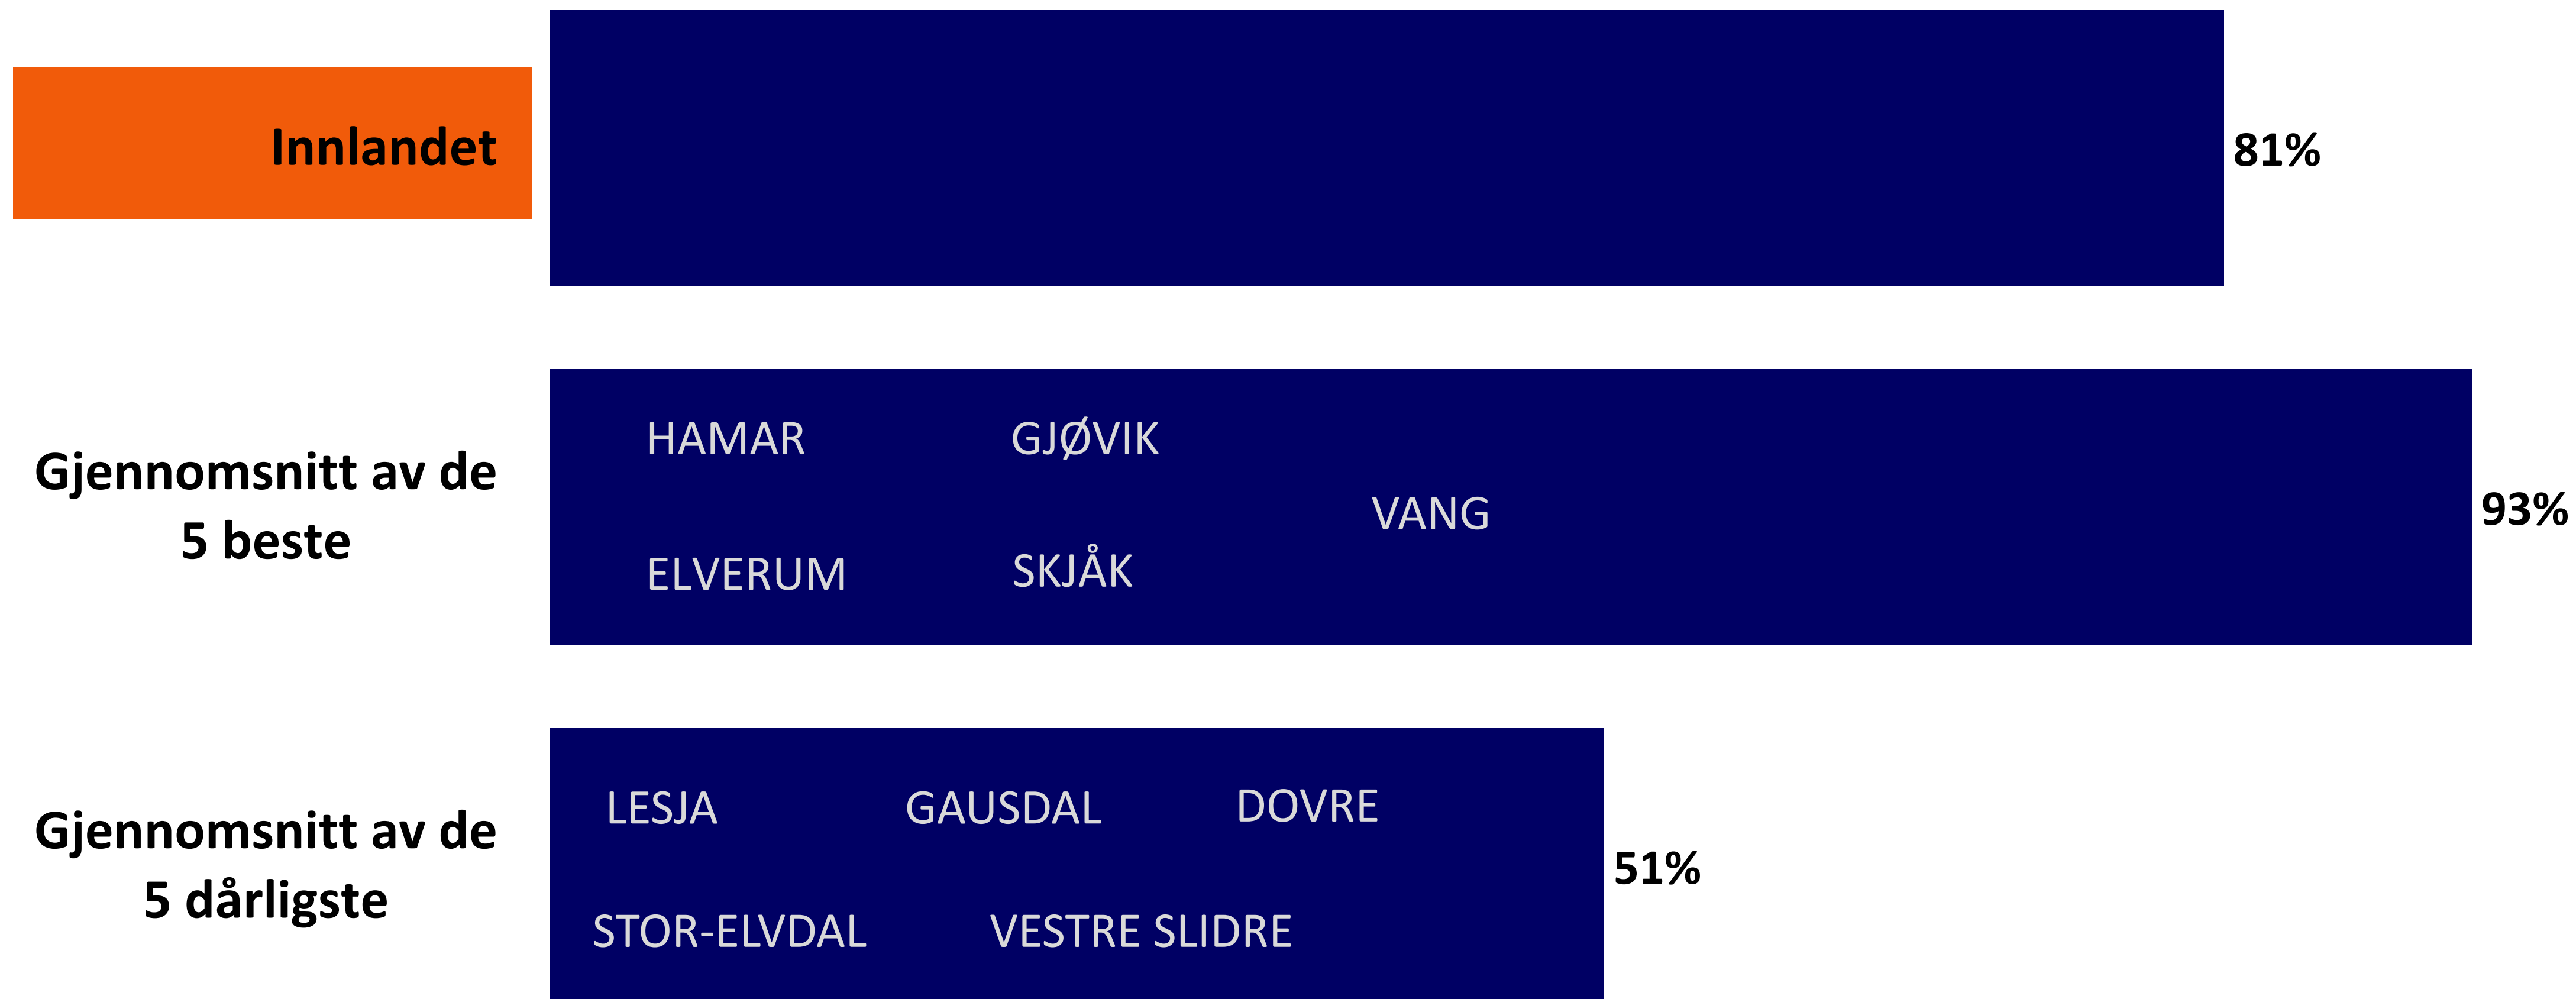 Innlandet
81%
Gjennomsnitt av de
5 beste
HAMAR GJØVIK
VANG
ELVERUM SKJÅK
93%
Gjennomsnitt av de
5 dårligste
LESJA GAUSDAL DOVRE
STOR-ELVDAL VESTRE SLIDRE
51%